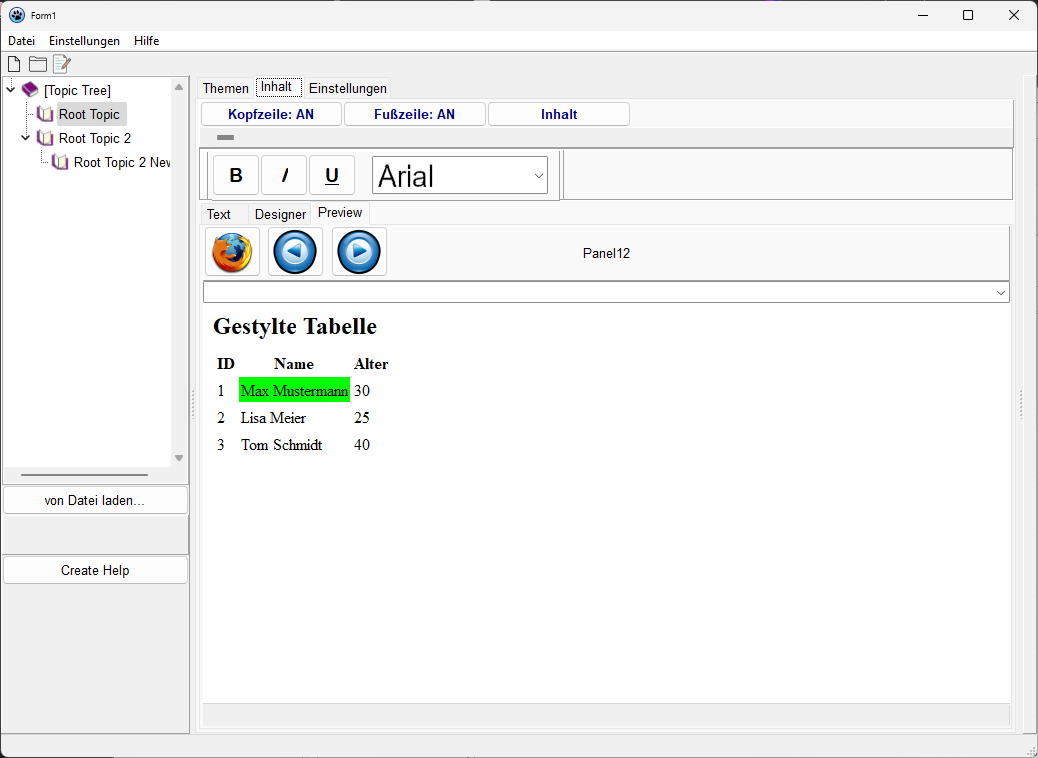 Form1
Datei Einstellungen Hilfe
[Topic Tree]
Root Topic
Root Topic 2
Root Topic 2 New
von Datei laden...
Create Help
Themen Inhalt Einstellungen
Kopfzeile: AN Fußzeile: AN Inhalt
B I U Arial
Text Designer Preview
Panel12
Gestylte Tabelle
ID Name Alter
1 Max Mustermann 30
2 Lisa Meier 25
3 Tom Schmidt 40